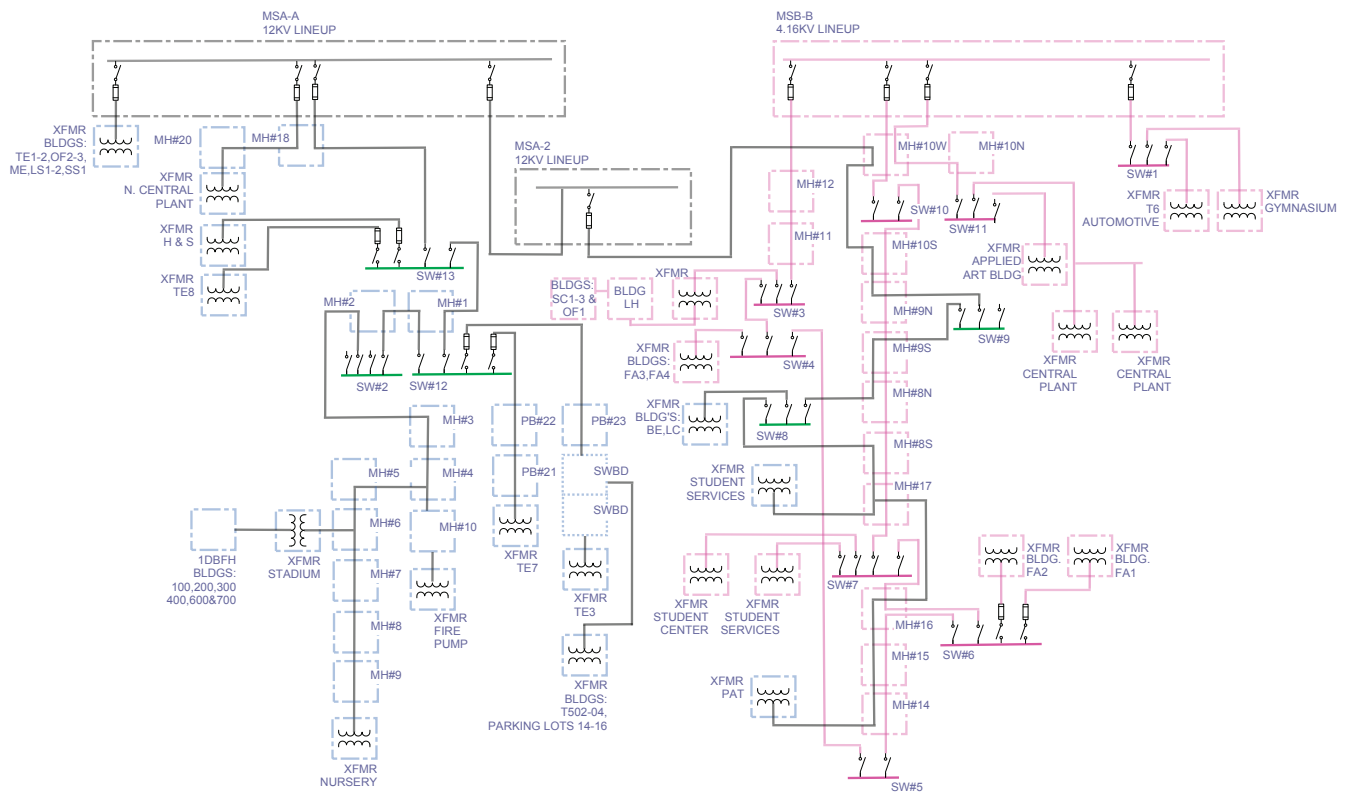 MSA-A
12KV LINEUP
MSB-B
4.16KV LINEUP
XFMR
BLDGS:
TE1-2,OF2-3,
ME,LS1-2,SS1
MH#20
MH#18
XFMR
N. CENTRAL
PLANT
MSA-2
12KV LINEUP
MH#10W
MH#10N
MH#12
MH#11
SW#1
XFMR
T6
AUTOMOTIVE
XFMR
GYMNASIUM
SW#10
SW#11
XFMR
H & S
XFMR
TE8
SW#13
MH#10S
XFMR
APPLIED
ART BLDG
MH#2
MH#1
BLDGS:
SC1-3 &
OF1
BLDG
LH
XFMR
SW#3
MH#9N
SW#9
XFMR
BLDGS:
FA3,FA4
SW#4
MH#9S
XFMR
CENTRAL
PLANT
XFMR
CENTRAL
PLANT
SW#2
SW#12
MH#8N
XFMR
BLDG'S:
BE,LC
SW#8
MH#3
PB#22
PB#23
MH#8S
MH#5
MH#4
PB#21
SWBD
XFMR
STUDENT
SERVICES
MH#17
SWBD
MH#6
MH#10
1DBFH
BLDGS:
100,200,300
400,600&700
XFMR
STADIUM
XFMR
TE7
MH#7
XFMR
TE3
XFMR
FIRE
PUMP
XFMR
STUDENT
CENTER
XFMR
STUDENT
SERVICES
SW#7
XFMR
BLDG.
FA2
XFMR
BLDG.
FA1
MH#8
MH#16
SW#6
MH#9
MH#15
XFMR
BLDGS:
T502-04,
PARKING LOTS 14-16
XFMR
PAT
MH#14
XFMR
NURSERY
SW#5